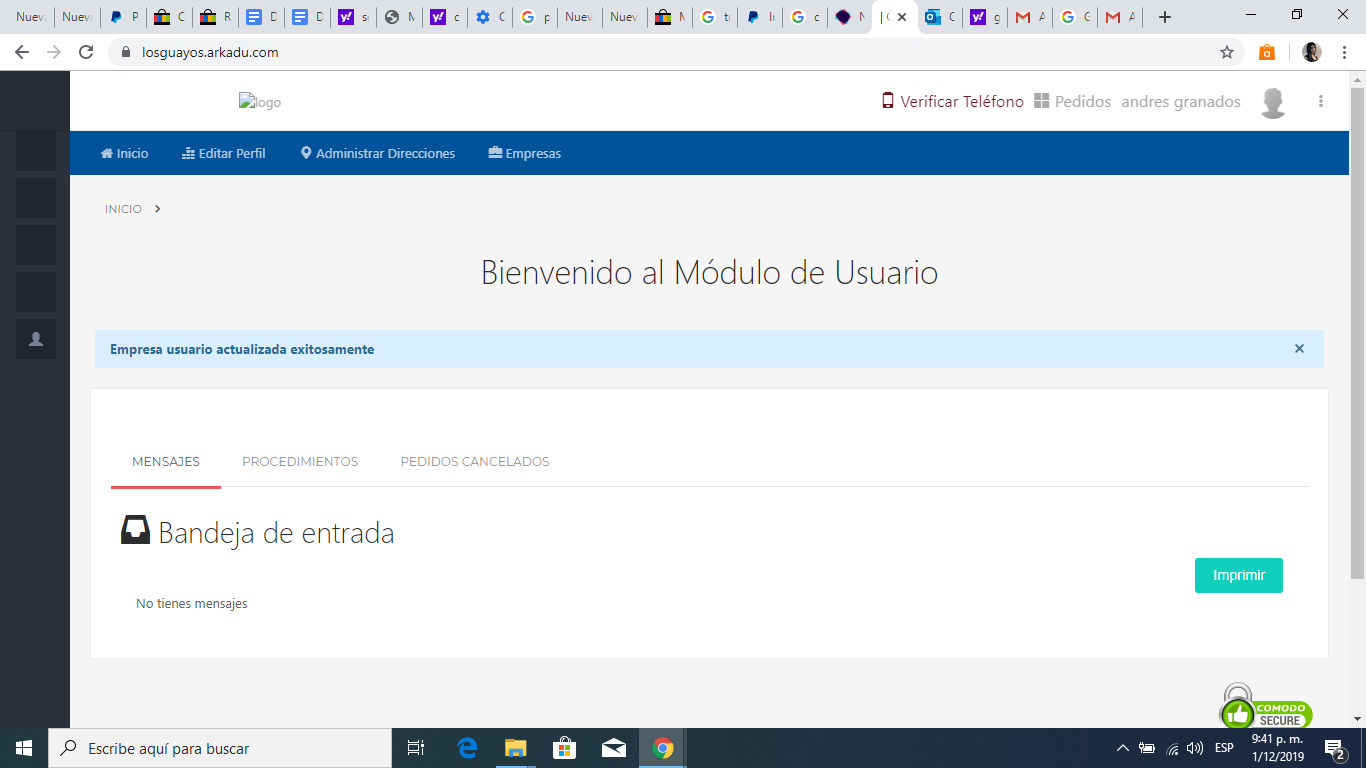 Nuev Nuev P C R D D s M c C p Nuev Nuev M tr Ir c N | C C g A G A
losguayos.arkadu.com
logo Verificar Teléfono Pedidos andres granados
Inicio Editar Perfil Administrar Direcciones Empresas
INICIO
Bienvenido al Módulo de Usuario
Empresa usuario actualizada exitosamente ×
MENSAJES PROCEDIMIENTOS PEDIDOS CANCELADOS
Bandeja de entrada
Imprimir
No tienes mensajes
COMODO
SECURE
Escribe aquí para buscar
ESP
9:41 p. m.
1/12/2019
2